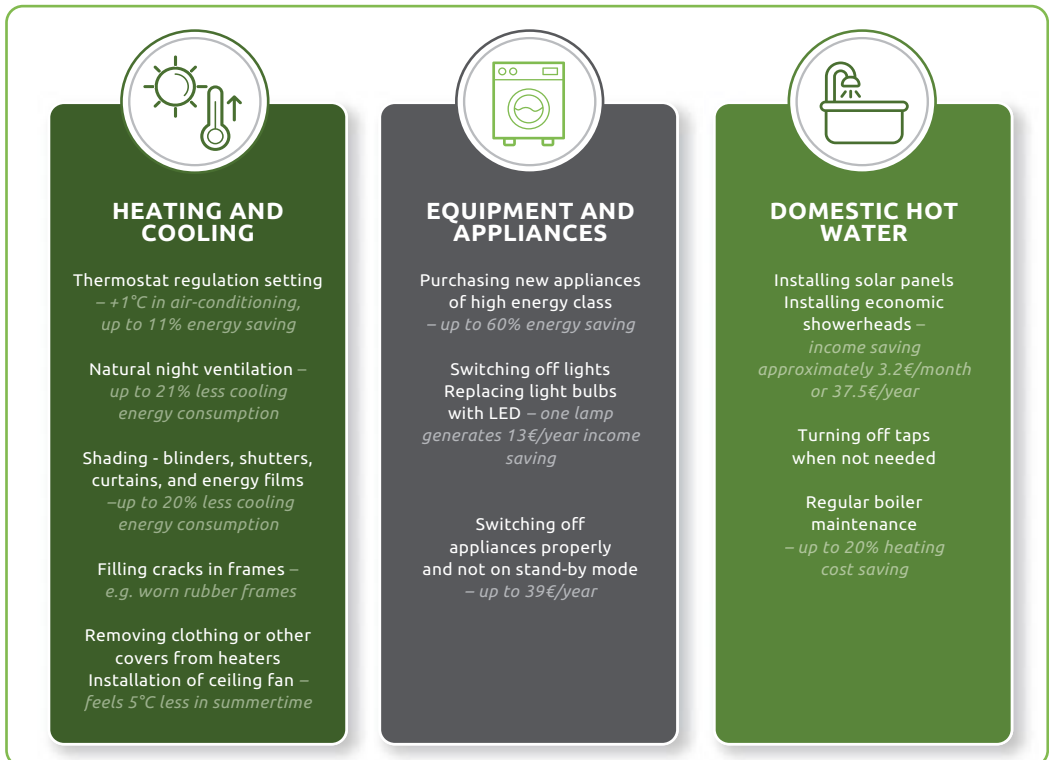 HEATING AND
COOLING
Thermostat regulation setting
– +1°C in air-conditioning,
up to 11% energy saving
Natural night ventilation –
up to 21% less cooling
energy consumption
Shading - blinders, shutters,
curtains, and energy films
–up to 20% less cooling
energy consumption
Filling cracks in frames –
e.g. worn rubber frames
Removing clothing or other
covers from heaters
Installation of ceiling fan –
feels 5°C less in summertime
EQUIPMENT AND
APPLIANCES
Purchasing new appliances
of high energy class
– up to 60% energy saving
Switching off lights
Replacing light bulbs
with LED – one lamp
generates 13€/year income
saving
Switching off
appliances properly
and not on stand-by mode
– up to 39€/year
DOMESTIC HOT
WATER
Installing solar panels
Installing economic
showerheads –
income saving
approximately 3.2€/month
or 37.5€/year
Turning off taps
when not needed
Regular boiler
maintenance
– up to 20% heating
cost saving